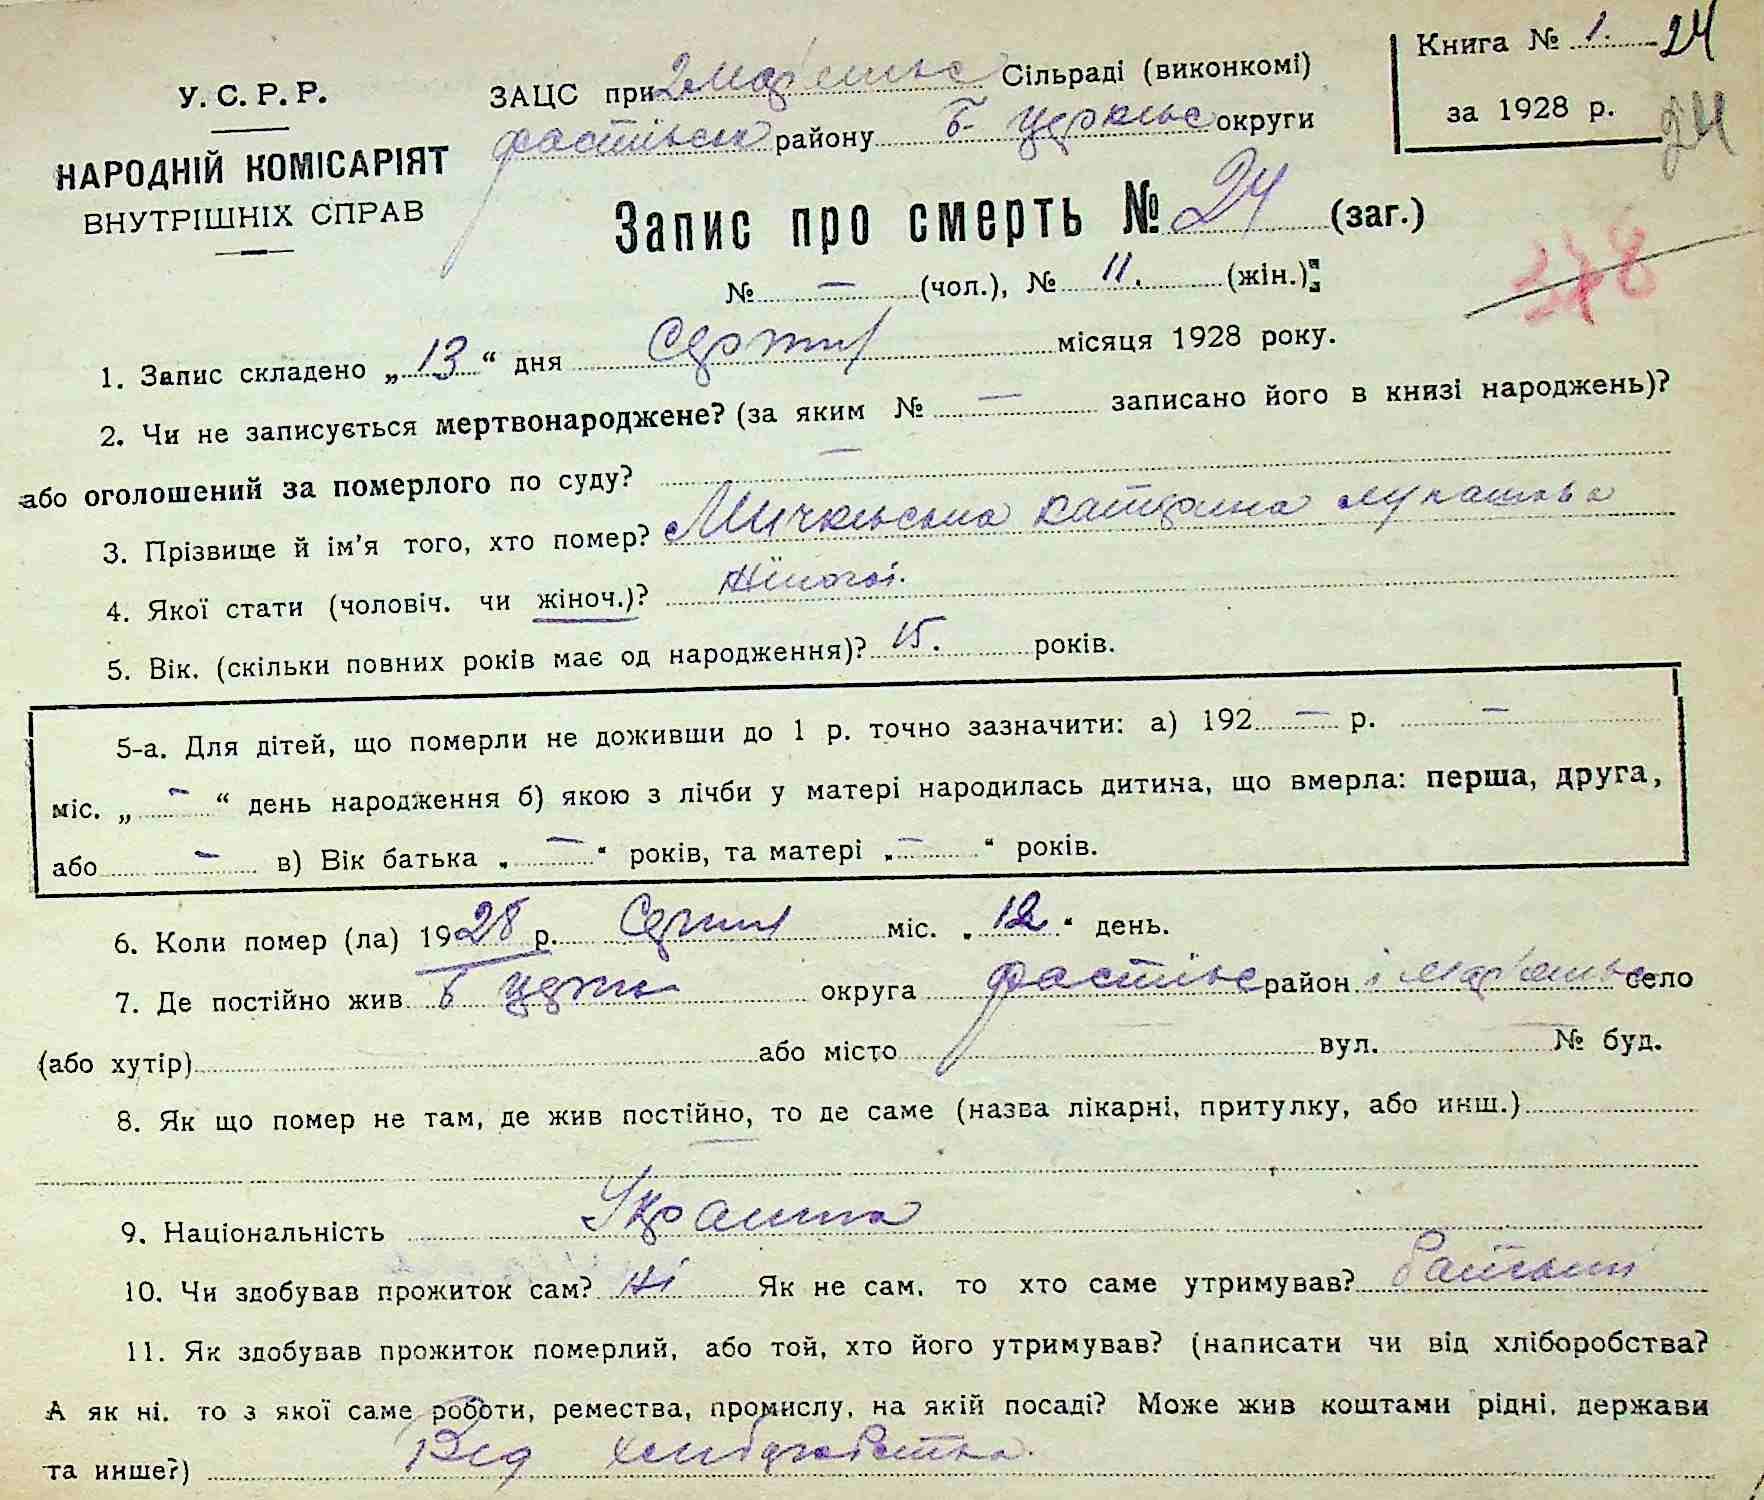 Книга № 1. 24
за 1928 р. 24
У. С. Р. Р.
НАРОДНІЙ КОМІСАРІЯТ
ВНУТРІШНІХ СПРАВ
ЗАЦС при Сільраді (виконкомі)
району Б- церківс округи
Запис про смерть № 24 (заг.)
№ — (чол.), № 11. (жін.);
1. Запис складено „ 13 “ дня Серпня місяця 1928 року.
2. Чи не записується мертвонароджене? (за яким № — записано його в книзі народжень)?
або оголошений за померлого по суду? —
3. Прізвище й ім'я того, хто помер? Катерина
4. Якої стати (чоловіч. чи жіноч.)? жіночої.
5. Вік. (скільки повних років має од народження)? 15. років.
5-а. Для дітей, що померли не доживши до 1 р. точно зазначити: а) 192 — р. —
міс. „ — “ день народження б) якою з лічби у матері народилась дитина, що вмерла: перша, друга,
або — в) Вік батька „ — “ років, та матері „ — “ років.
6. Коли помер (ла) 1928 р. Серпня міс. „ 12 “ день.
7. Де постійно жив округа Фастівс район село
(або хутір) або місто вул. № буд.
8. Як що помер не там, де жив постійно, то де саме (назва лікарні, притулку, або инш.)
9. Національність Українка
10. Чи здобував прожиток сам? ні Як не сам, то хто саме утримував? Батьки
11. Як здобував прожиток померлий, або той, хто його утримував? (написати чи від хліборобства?
А як ні, то з якої саме роботи, ремества, промислу, на якій посаді? Може жив коштами рідні, держави
та инше?) Від хліборобства.